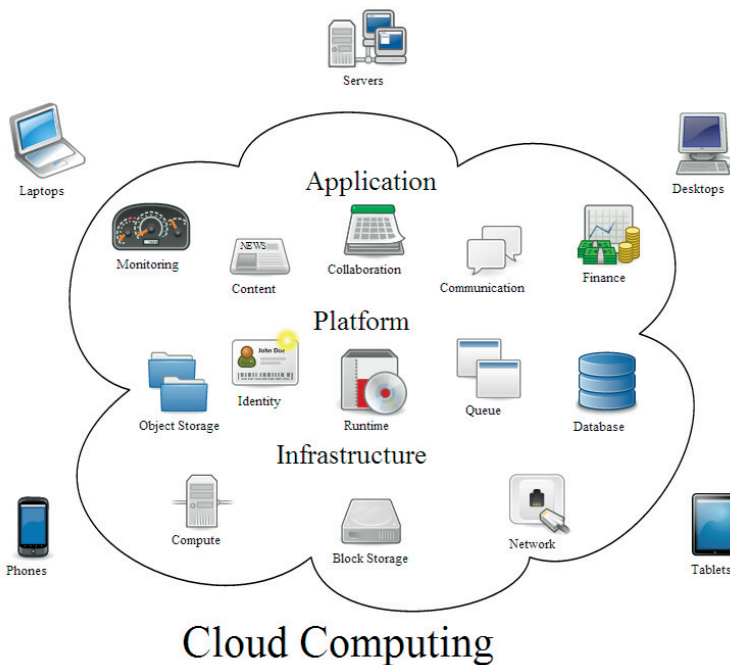 Servers
Laptops
Desktops
Application
Monitoring
NEWS
Content
Collaboration
Communication
Finance
Platform
John Doe
Object Storage
Identity
Runtime
Queue
Database
Infrastructure
Compute
Block Storage
Network
Phones
Tablets
Cloud Computing